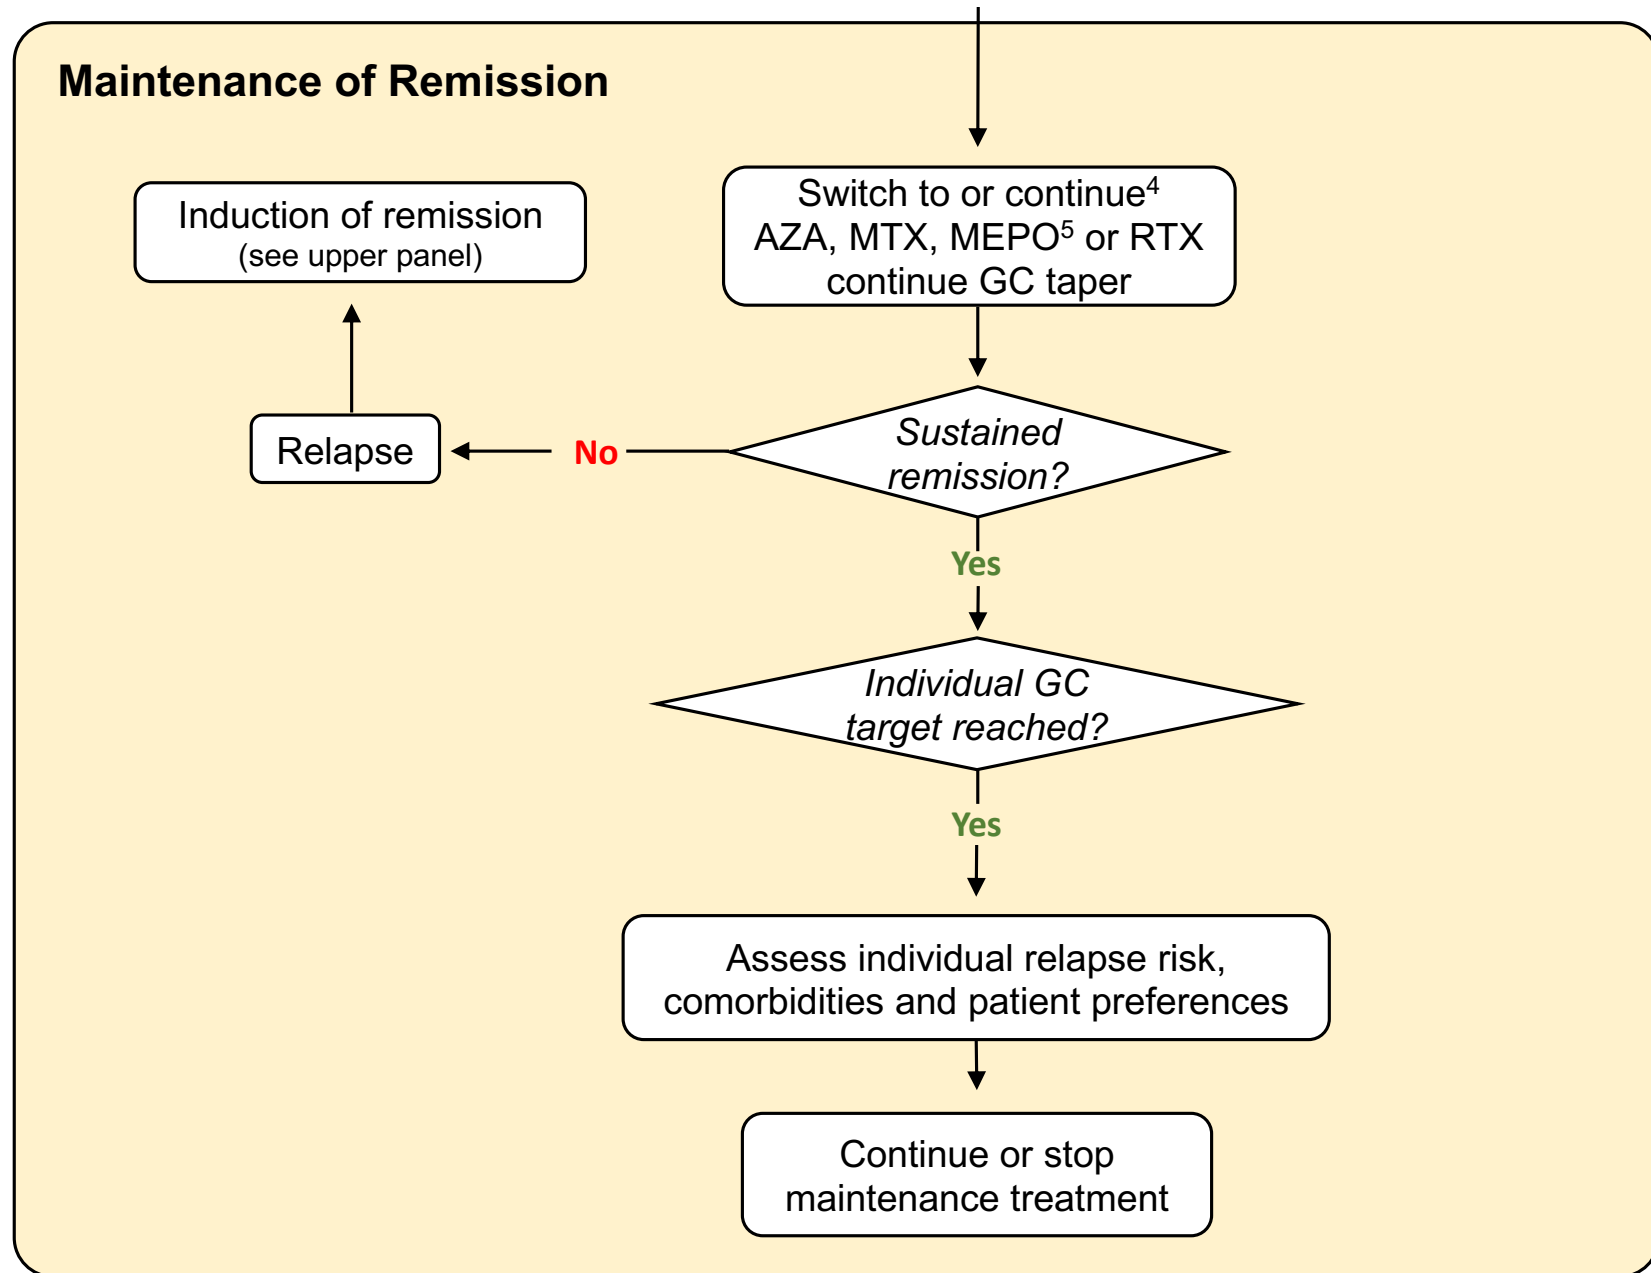 Maintenance of Remission
Switch to or continue⁴
AZA, MTX, MEPO⁵ or RTX
continue GC taper
Induction of remission
(see upper panel)
Sustained
remission?
No
Relapse
Yes
Individual GC
target reached?
Yes
Assess individual relapse risk,
comorbidities and patient preferences
Continue or stop
maintenance treatment